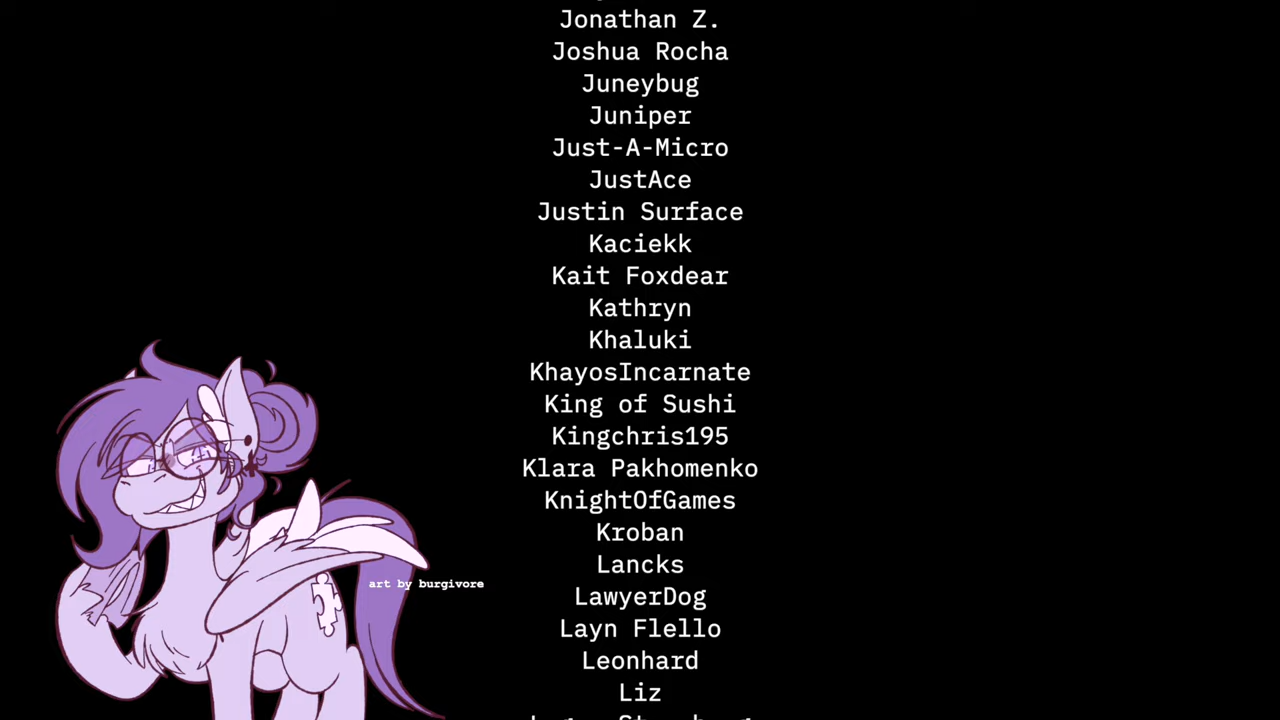 Jonathan Z.
Joshua Rocha
Juneybug
Juniper
Just-A-Micro
JustAce
Justin Surface
Kaciekk
Kait Foxdear
Kathryn
Khaluki
KhayosIncarnate
King of Sushi
Kingchris195
Klara Pakhomenko
KnightOfGames
Kroban
Lancks
LawyerDog
Layn Flello
Leonhard
Liz
art by burgivore